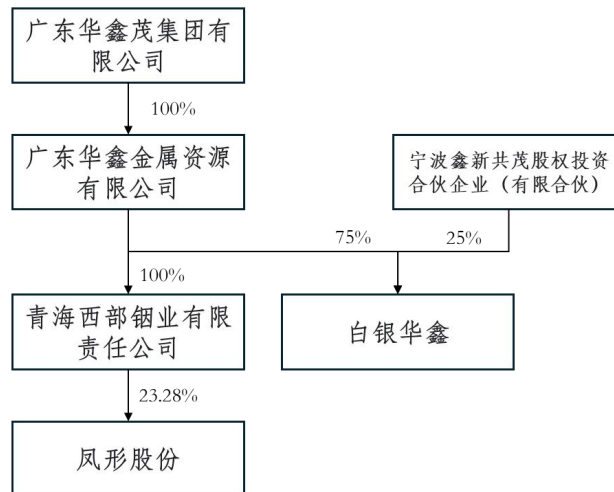 广东华鑫茂集团有
限公司
100%
广东华鑫金属资源
有限公司
宁波鑫新共茂股权投资
合伙企业（有限合伙）
75%
25%
100%
青海西部铟业有限
责任公司
白银华鑫
23.28%
凤形股份